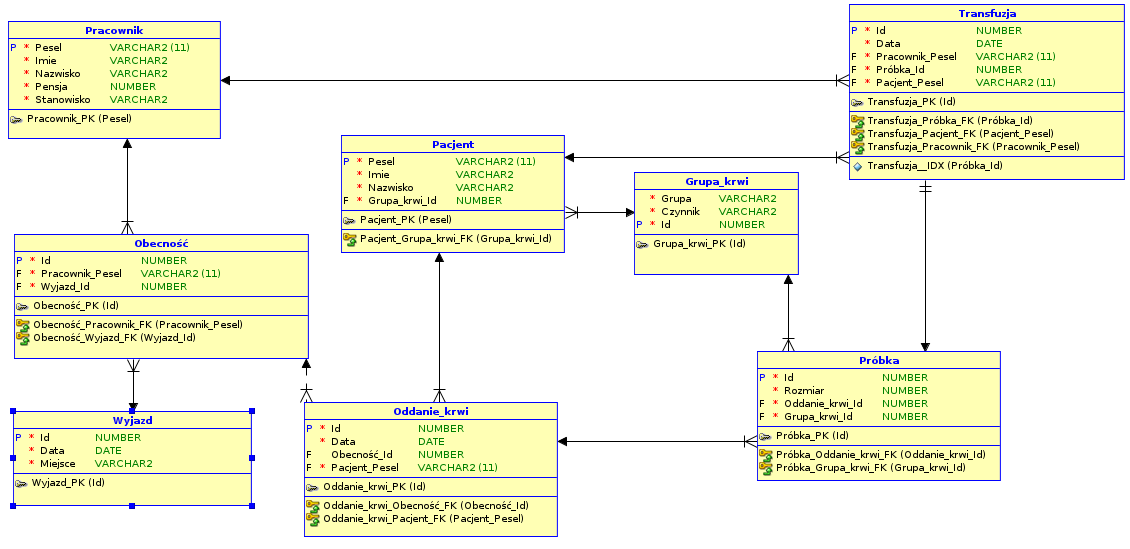 Pracownik
P * Pesel VARCHAR2 (11)
* Imie VARCHAR2
* Nazwisko VARCHAR2
* Pensja NUMBER
* Stanowisko VARCHAR2
Pracownik_PK (Pesel)
Transfuzja
P * Id NUMBER
* Data DATE
F * Pracownik_Pesel VARCHAR2 (11)
F * Próbka_Id NUMBER
F * Pacjent_Pesel VARCHAR2 (11)
Transfuzja_PK (Id)
Transfuzja_Próbka_FK (Próbka_Id)
Transfuzja_Pacjent_FK (Pacjent_Pesel)
Transfuzja_Pracownik_FK (Pracownik_Pesel)
Transfuzja__IDX (Próbka_Id)
Pacjent
P * Pesel VARCHAR2 (11)
* Imie VARCHAR2
* Nazwisko VARCHAR2
F * Grupa_krwi_Id NUMBER
Pacjent_PK (Pesel)
Pacjent_Grupa_krwi_FK (Grupa_krwi_Id)
Grupa_krwi
* Grupa VARCHAR2
* Czynnik VARCHAR2
P * Id NUMBER
Grupa_krwi_PK (Id)
Obecność
P * Id NUMBER
F * Pracownik_Pesel VARCHAR2 (11)
F * Wyjazd_Id NUMBER
Obecność_PK (Id)
Obecność_Pracownik_FK (Pracownik_Pesel)
Obecność_Wyjazd_FK (Wyjazd_Id)
Próbka
P * Id NUMBER
* Rozmiar NUMBER
F * Oddanie_krwi_Id NUMBER
F * Grupa_krwi_Id NUMBER
Próbka_PK (Id)
Próbka_Oddanie_krwi_FK (Oddanie_krwi_Id)
Próbka_Grupa_krwi_FK (Grupa_krwi_Id)
Wyjazd
P * Id NUMBER
* Data DATE
* Miejsce VARCHAR2
Wyjazd_PK (Id)
Oddanie_krwi
P * Id NUMBER
* Data DATE
F Obecność_Id NUMBER
F * Pacjent_Pesel VARCHAR2 (11)
Oddanie_krwi_PK (Id)
Oddanie_krwi_Obecność_FK (Obecność_Id)
Oddanie_krwi_Pacjent_FK (Pacjent_Pesel)